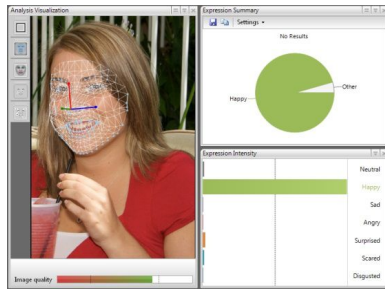 Analysis Visualization
Image quality
Expression Summary
Settings
No Results
Other
Happy
Expression Intensity
Neutral
Happy
Sad
Angry
Surprised
Scared
Disgusted